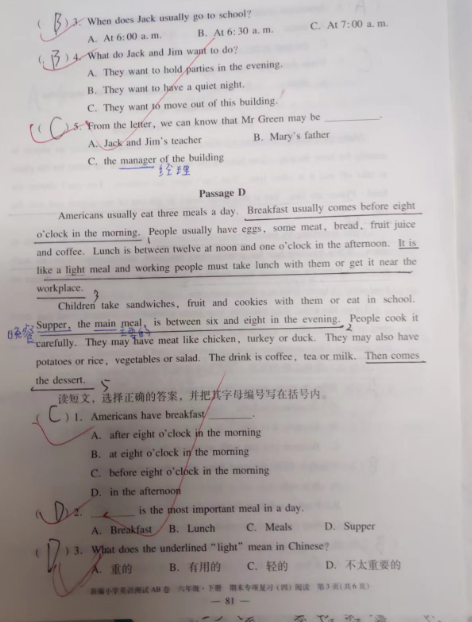 ( B ) 3. When does Jack usually go to school?
A. At 6:00 a. m. B. At 6:30 a. m. C. At 7:00 a. m.
( B ) 4. What do Jack and Jim want to do?
A. They want to hold parties in the evening.
B. They want to have a quiet night.
C. They want to move out of this building.
( C ) 5. From the letter, we can know that Mr Green may be ________.
A. Jack and Jim's teacher B. Mary's father
C. the manager of the building
经理
Passage D
Americans usually eat three meals a day. Breakfast usually comes before eight
o'clock in the morning. People usually have eggs, some meat, bread, fruit juice
1
and coffee. Lunch is between twelve at noon and one o'clock in the afternoon. It is
like a light meal and working people must take lunch with them or get it near the
workplace.
3
Children take sandwiches, fruit and cookies with them or eat in school.
晚餐 Supper, the main meal, is between six and eight in the evening. People cook it
主要的 2
carefully. They may have meat like chicken, turkey or duck. They may also have
potatoes or rice, vegetables or salad. The drink is coffee, tea or milk. Then comes
the dessert. 5
读短文，选择正确的答案，并把其字母编号写在括号内。
( C ) 1. Americans have breakfast ________.
A. after eight o'clock in the morning
B. at eight o'clock in the morning
C. before eight o'clock in the morning
D. in the afternoon
( D ) 2. ________ is the most important meal in a day.
A. Breakfast B. Lunch C. Meals D. Supper
( D ) 3. What does the underlined "light" mean in Chinese?
A. 重的 B. 有用的 C. 轻的 D. 不太重要的
新编小学英语测试AB卷 六年级·下册 期末专项复习(四) 阅读 第3页(共6页)
— 81 —